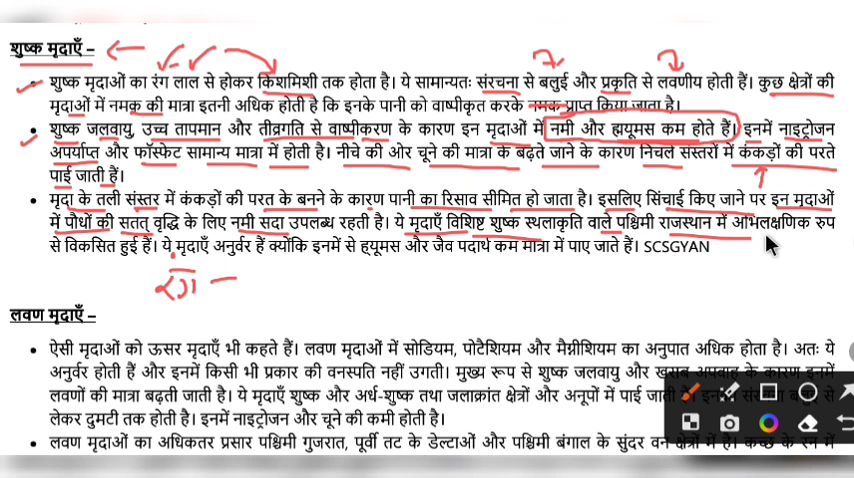 शुष्क मृदाएँ –
• शुष्क मृदाओं का रंग लाल से होकर किशमिशी तक होता है। ये सामान्यतः संरचना से बलुई और प्रकृति से लवणीय होती हैं। कुछ क्षेत्रों की
मृदाओं में नमक की मात्रा इतनी अधिक होती है कि इनके पानी को वाष्पीकृत करके नमक प्राप्त किया जाता है।
• शुष्क जलवायु, उच्च तापमान और तीव्रगति से वाष्पीकरण के कारण इन मृदाओं में नमी और ह्यूमस कम होते हैं। इनमें नाइट्रोजन
अपर्याप्त और फॉस्फेट सामान्य मात्रा में होती है। नीचे की ओर चूने की मात्रा के बढ़ते जाने के कारण निचले संस्तरों में कंकड़ों की परते
पाई जाती हैं।
• मृदा के तली संस्तर में कंकड़ों की परत के बनने के कारण पानी का रिसाव सीमित हो जाता है। इसलिए सिंचाई किए जाने पर इन मृदाओं
में पौधों की सतत् वृद्धि के लिए नमी सदा उपलब्ध रहती है। ये मृदाएँ विशिष्ट शुष्क स्थलाकृति वाले पश्चिमी राजस्थान में अभिलक्षणिक रुप
से विकसित हुई हैं। ये मृदाएँ अनुर्वर हैं क्योंकि इनमें से ह्यूमस और जैव पदार्थ कम मात्रा में पाए जाते हैं। SCSGYAN
लवण मृदाएँ –
• ऐसी मृदाओं को ऊसर मृदाएँ भी कहते हैं। लवण मृदाओं में सोडियम, पोटैशियम और मैग्नीशियम का अनुपात अधिक होता है। अतः ये
अनुर्वर होती हैं और इनमें किसी भी प्रकार की वनस्पति नहीं उगती। मुख्य रूप से शुष्क जलवायु और खराब अपवाह के कारण इनमें
लवणों की मात्रा बढ़ती जाती है। ये मृदाएँ शुष्क और अर्ध-शुष्क तथा जलाक्रांत क्षेत्रों और अनूपों में पाई जाती हैं। इनकी संरचना बलुई से
लेकर दुमटी तक होती है। इनमें नाइट्रोजन और चूने की कमी होती है।
• लवण मृदाओं का अधिकतर प्रसार पश्चिमी गुजरात, पूर्वी तट के डेल्टाओं और पश्चिमी बंगाल के सुंदर वन क्षेत्रों में है। कच्छ के रन में